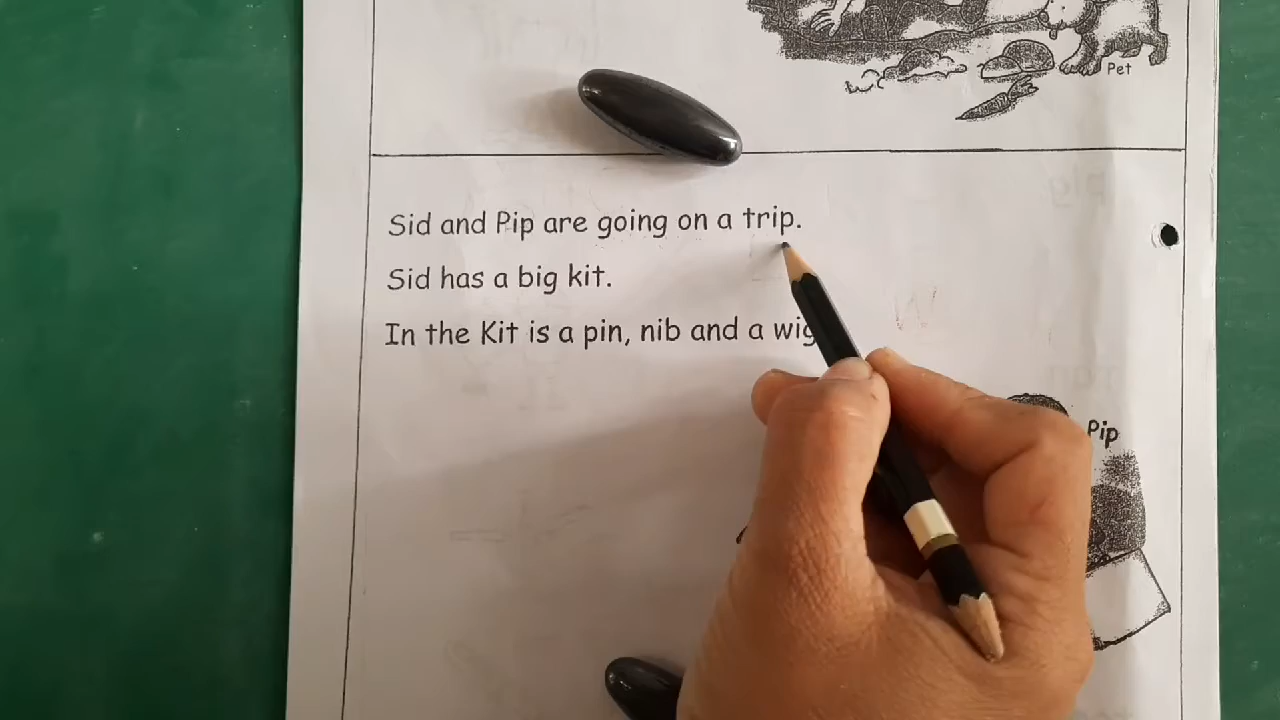 Pet
Sid and Pip are going on a trip.
Sid has a big kit.
In the Kit is a pin, nib and a wig
Pip